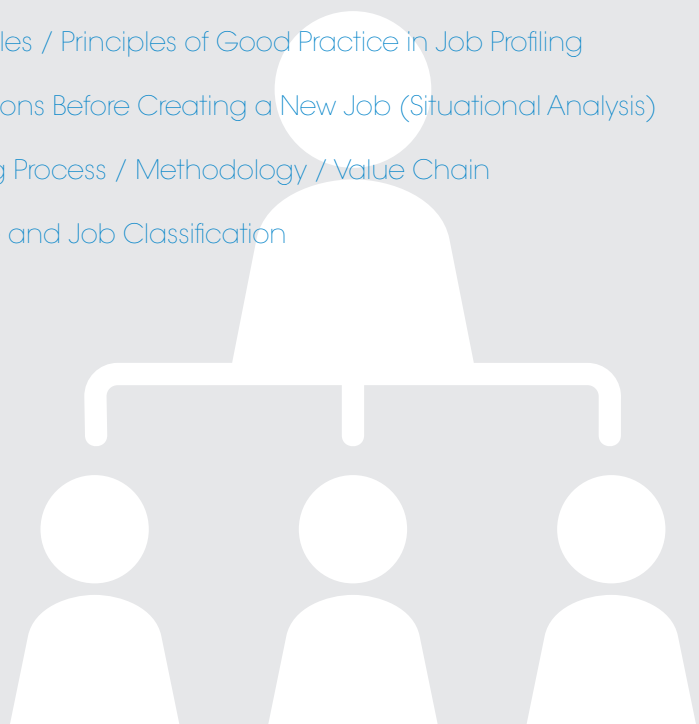 les / Principles of Good Practice in Job Profiling
ons Before Creating a New Job (Situational Analysis)
g Process / Methodology / Value Chain
and Job Classification